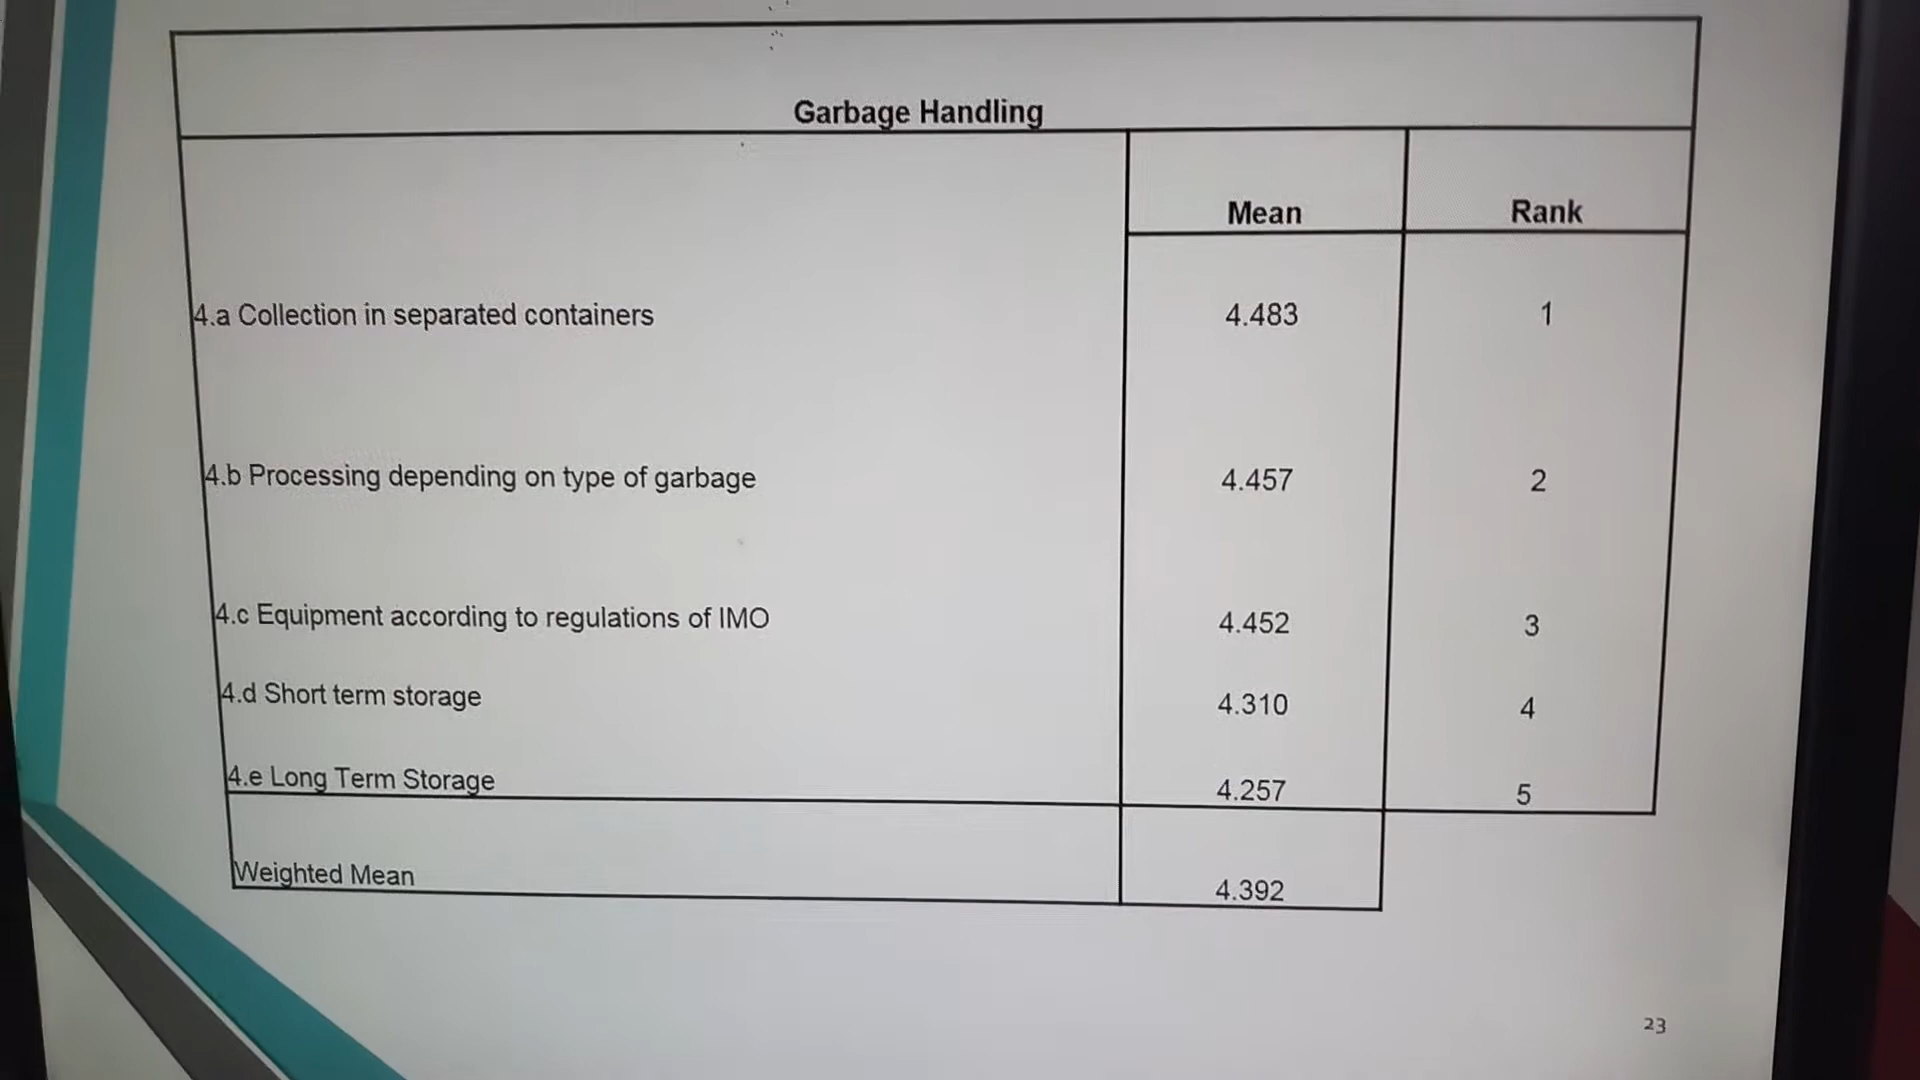 Garbage Handling
Mean Rank
4.a Collection in separated containers 4.483 1
4.b Processing depending on type of garbage 4.457 2
4.c Equipment according to regulations of IMO 4.452 3
4.d Short term storage 4.310 4
4.e Long Term Storage 4.257 5
Weighted Mean 4.392
23